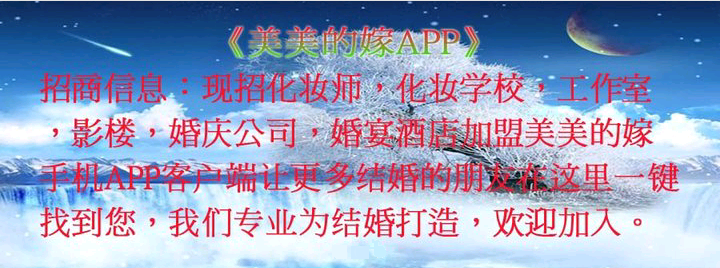 《美美的嫁APP》
招商信息：现招化妆师，化妆学校，工作室
，影楼，婚庆公司，婚宴酒店加盟美美的嫁
手机APP客户端让更多结婚的朋友在这里一键
找到您，我们专业为结婚打造，欢迎加入。